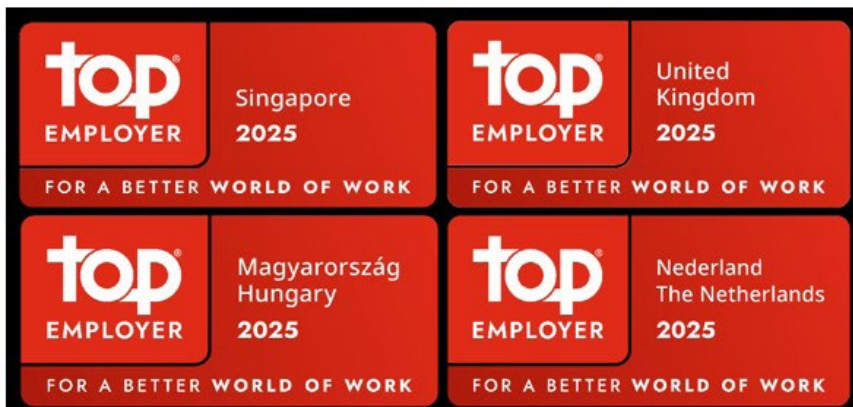 top®
EMPLOYER
Singapore
2025
FOR A BETTER WORLD OF WORK
top®
EMPLOYER
United
Kingdom
2025
FOR A BETTER WORLD OF WORK
top®
EMPLOYER
Magyarország
Hungary
2025
FOR A BETTER WORLD OF WORK
top®
EMPLOYER
Nederland
The Netherlands
2025
FOR A BETTER WORLD OF WORK